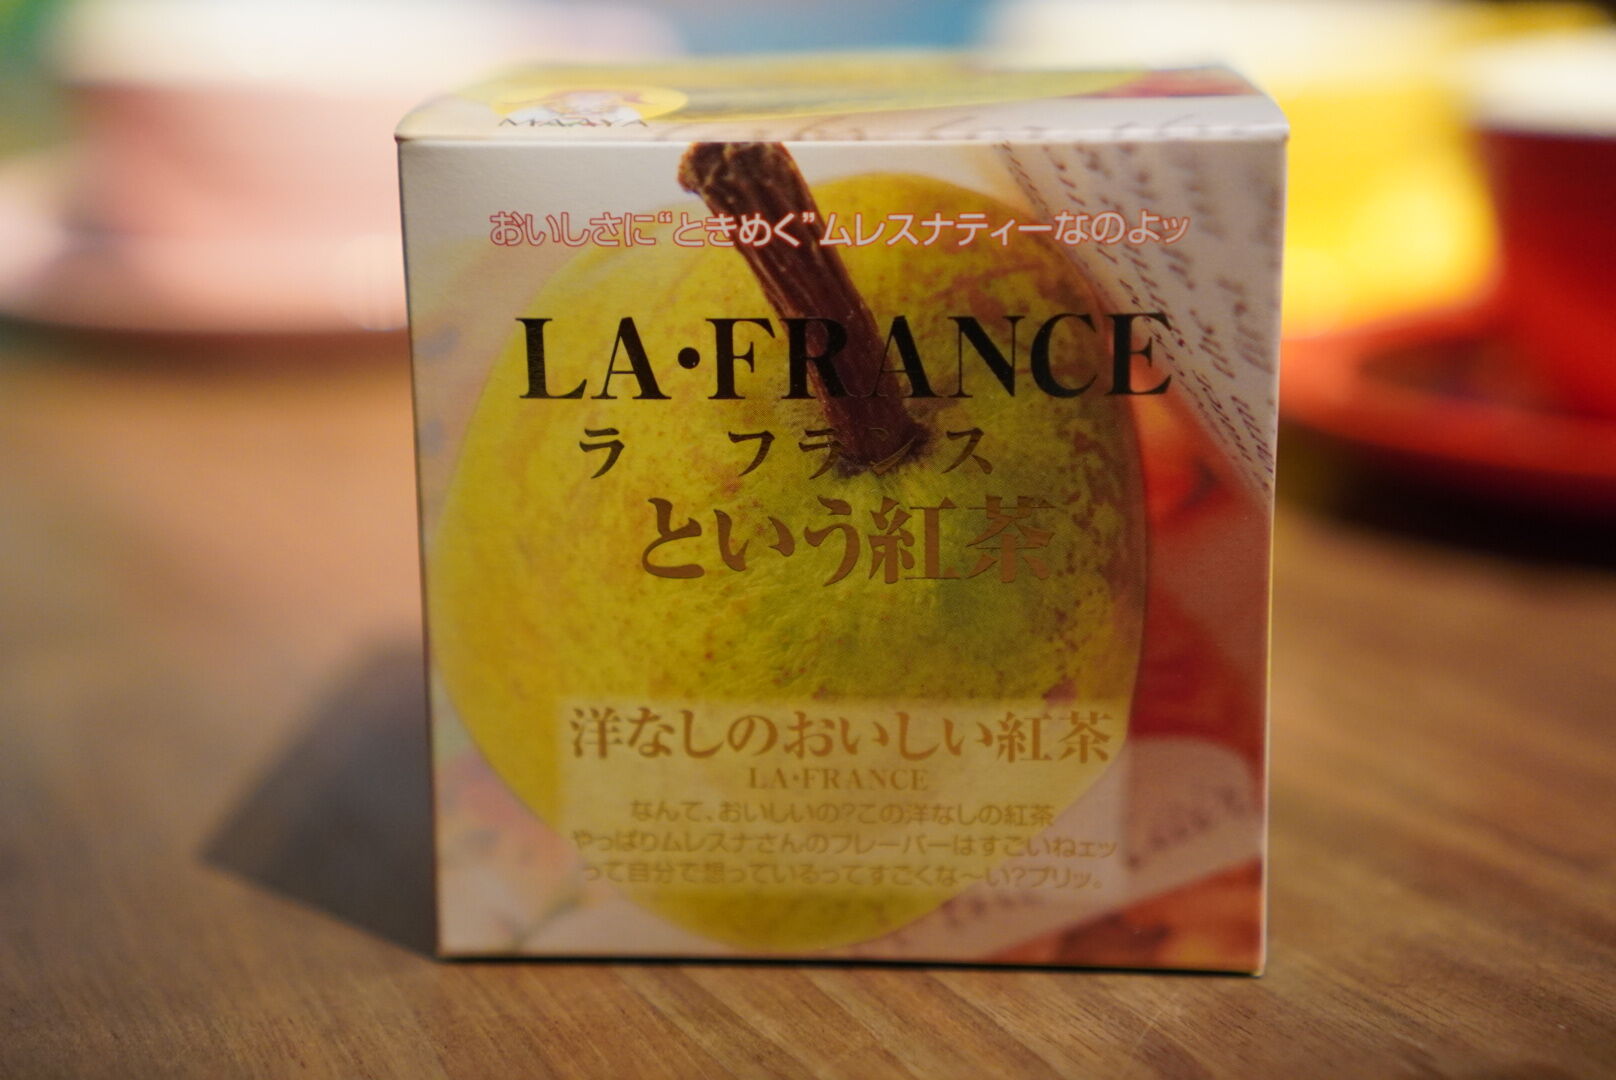 おいしさに“ときめく”ムレスナティーなのよッ
LA・FRANCE
ラ フランス
という紅茶
洋なしのおいしい紅茶
LA・FRANCE
なんて、おいしいの?この洋なしの紅茶
やっぱりムレスナさんのフレーバーはすごいねェッ
って自分で想っているってすごくな〜い?ブリッ。